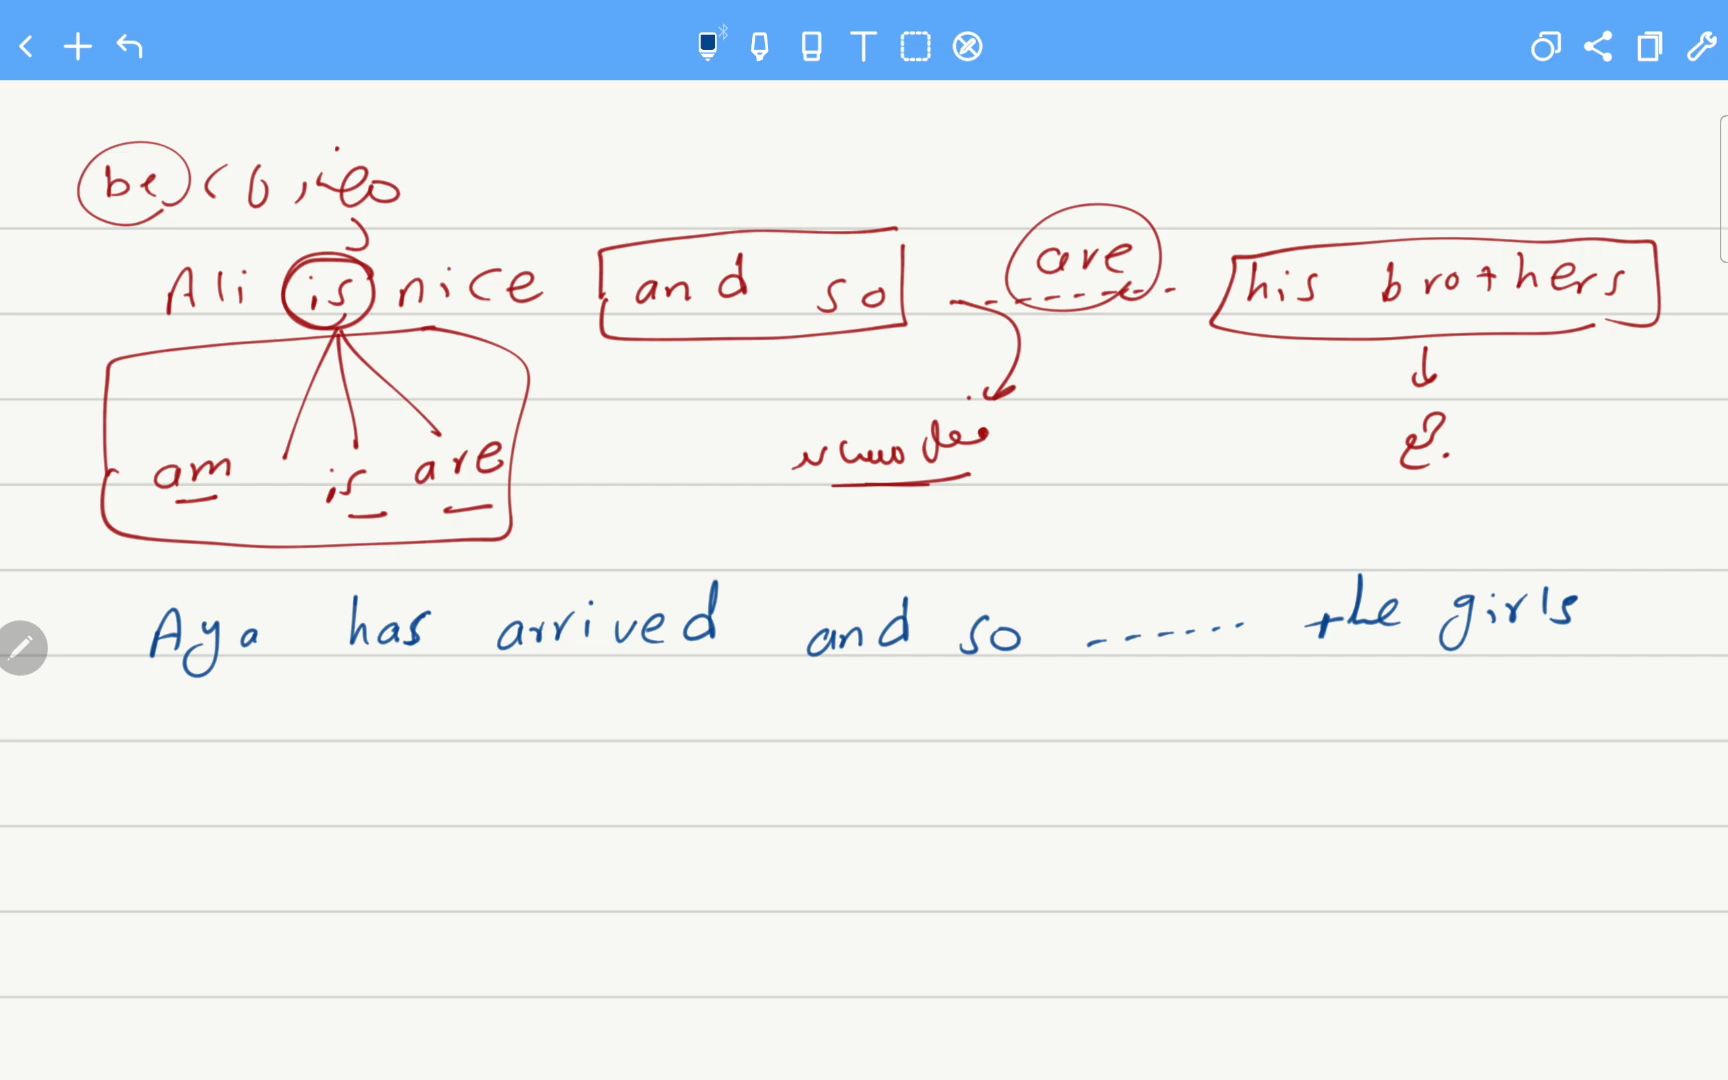 be
Ali is nice and so ------ are his brothers
am is are
فعل مساعد
Aya has arrived and so ------ the girls